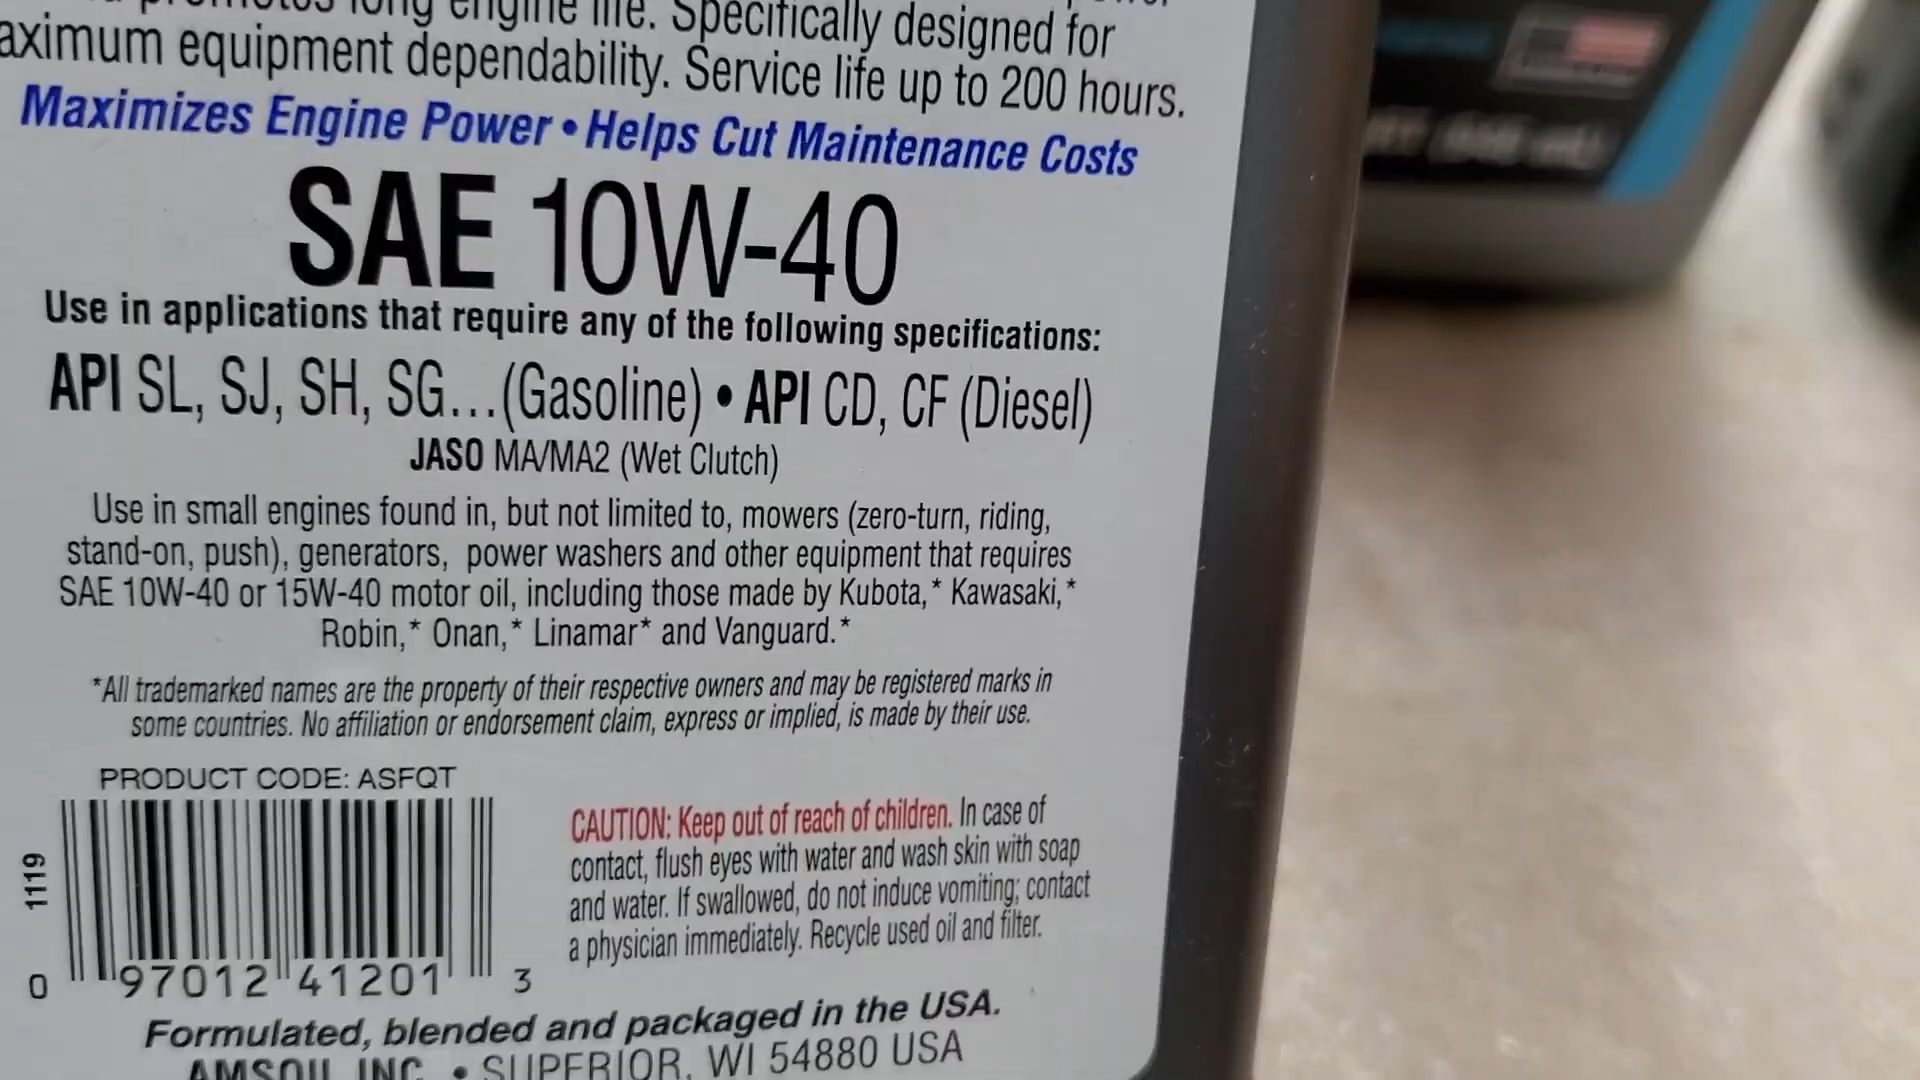 long engine life. Specifically designed for
maximum equipment dependability. Service life up to 200 hours.
Maximizes Engine Power • Helps Cut Maintenance Costs
SAE 10W-40
Use in applications that require any of the following specifications:
API SL, SJ, SH, SG...(Gasoline) • API CD, CF (Diesel)
JASO MA/MA2 (Wet Clutch)
Use in small engines found in, but not limited to, mowers (zero-turn, riding,
stand-on, push), generators, power washers and other equipment that requires
SAE 10W-40 or 15W-40 motor oil, including those made by Kubota,* Kawasaki,*
Robin,* Onan,* Linamar* and Vanguard.*
*All trademarked names are the property of their respective owners and may be registered marks in
some countries. No affiliation or endorsement claim, express or implied, is made by their use.
PRODUCT CODE: ASFQT
1119
0 97012 41201 3
CAUTION: Keep out of reach of children. In case of
contact, flush eyes with water and wash skin with soap
and water. If swallowed, do not induce vomiting; contact
a physician immediately. Recycle used oil and filter.
Formulated, blended and packaged in the USA.
AMSOIL INC. • SUPERIOR, WI 54880 USA